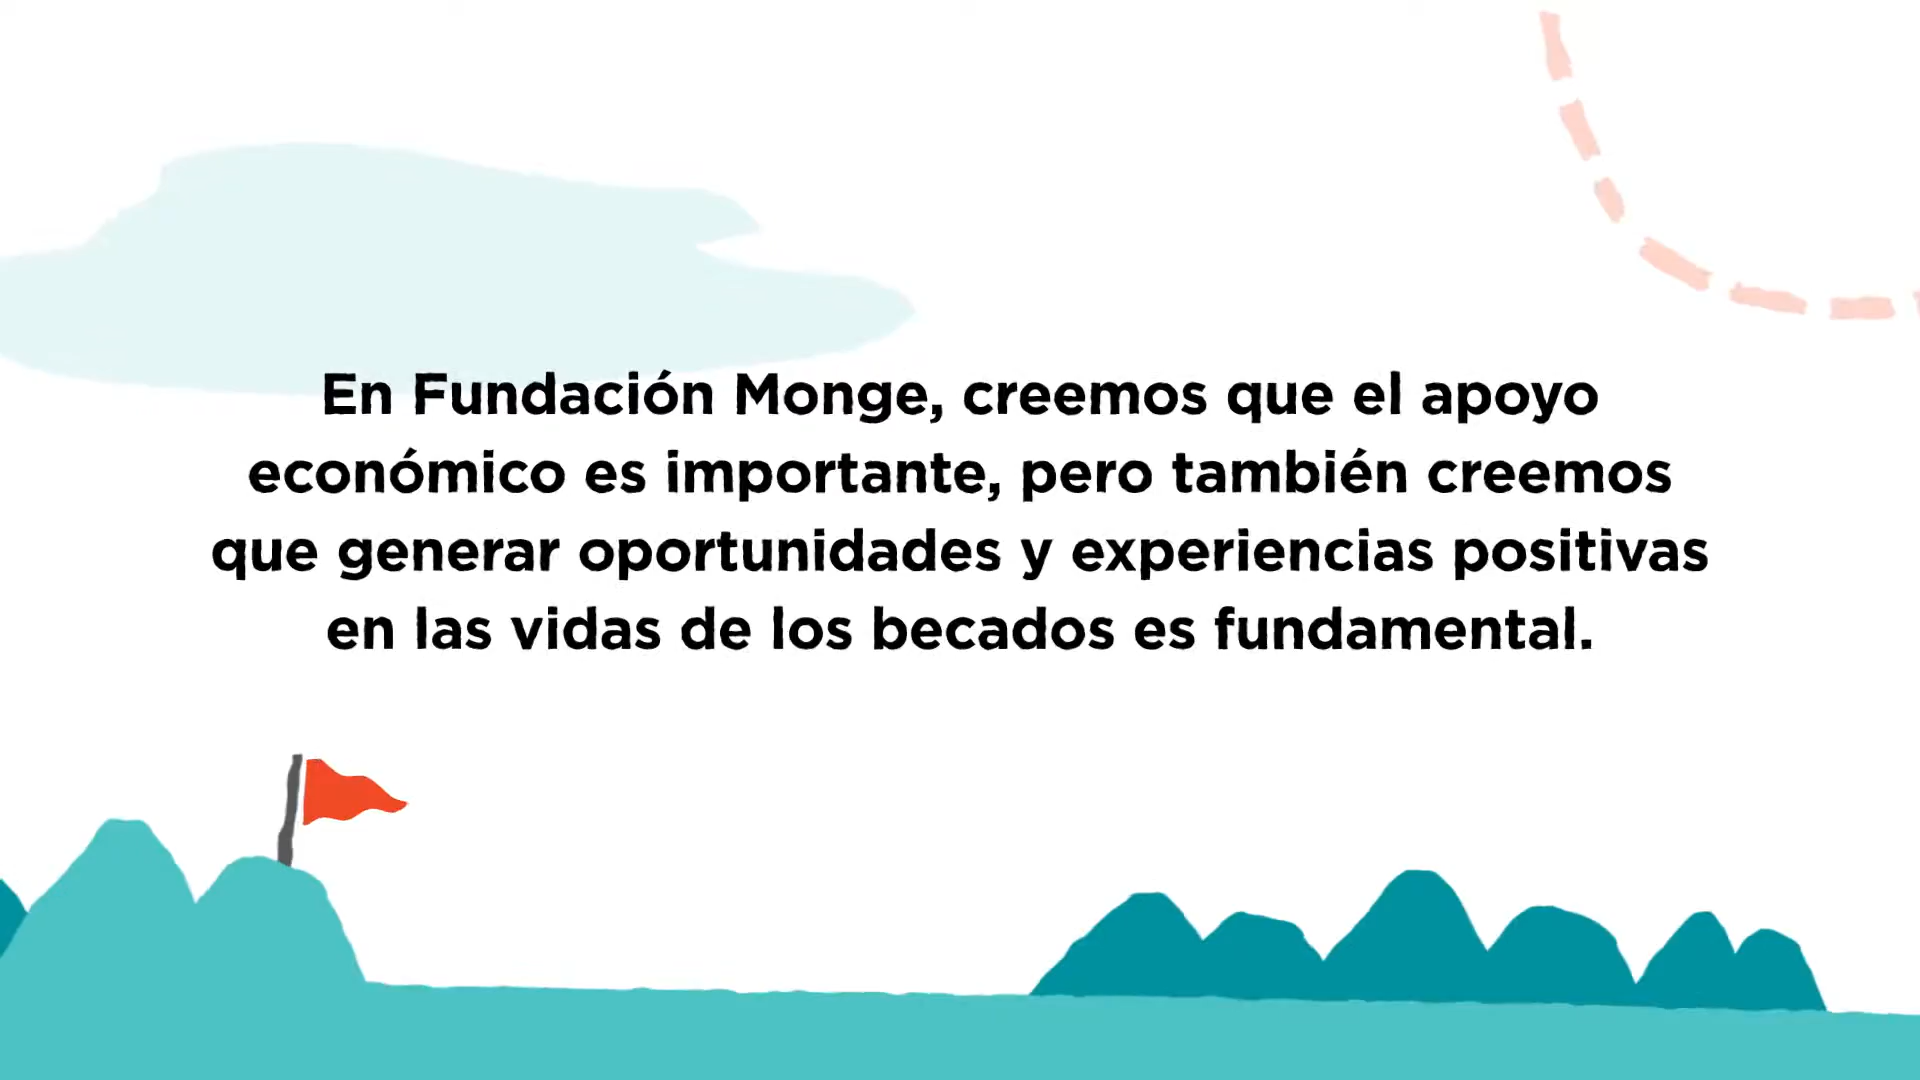 En Fundación Monge, creemos que el apoyo
económico es importante, pero también creemos
que generar oportunidades y experiencias positivas
en las vidas de los becados es fundamental.